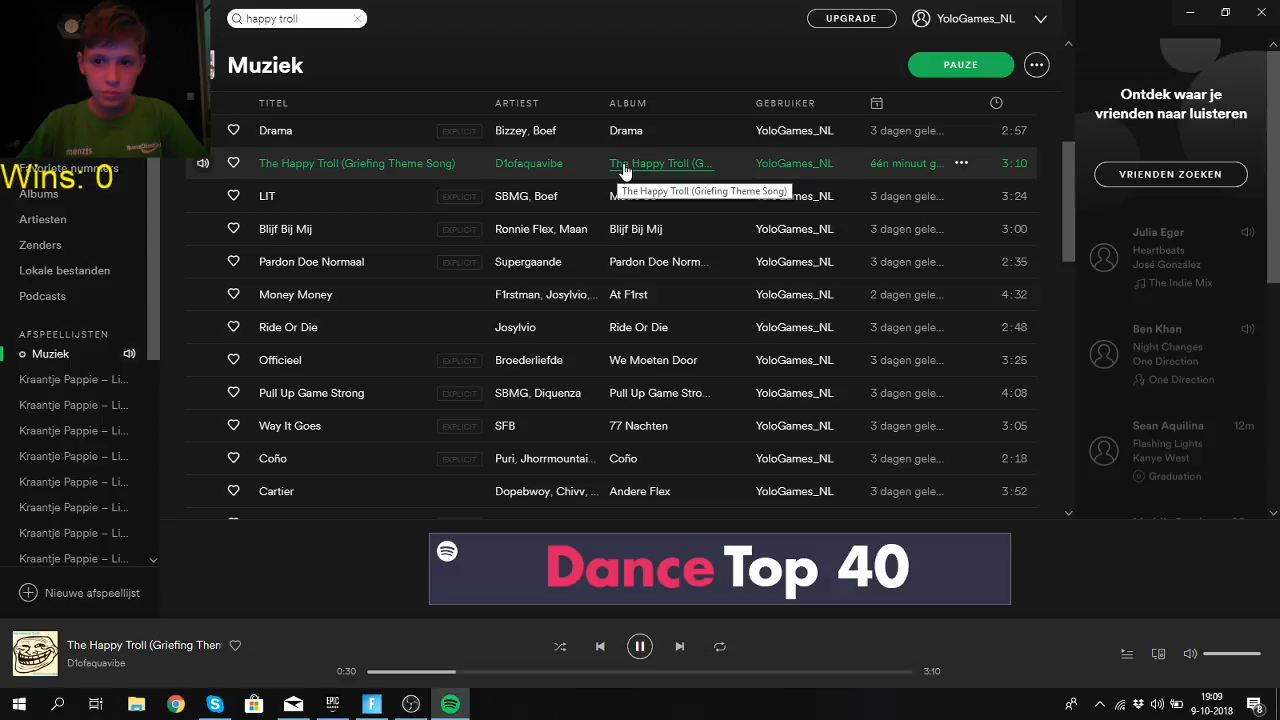 happy troll
UPGRADE
YoloGames_NL
Muziek
PAUZE
TITEL ARTIEST ALBUM GEBRUIKER
Drama EXPLICIT Bizzey, Boef Drama YoloGames_NL 3 dagen gele... 2:57
The Happy Troll (Griefing Theme Song) D1ofaquavibe The Happy Troll (G... YoloGames_NL één minuut g... 3:10
The Happy Troll (Griefing Theme Song)
LIT EXPLICIT SBMG, Boef YoloGames_NL 3 dagen gele... 3:24
Blijf Bij Mij EXPLICIT Ronnie Flex, Maan Blijf Bij Mij YoloGames_NL 3 dagen gele... 3:00
Pardon Doe Normaal EXPLICIT Supergaande Pardon Doe Norm... YoloGames_NL 3 dagen gele... 2:35
Money Money F1rstman, Josylvio,... At F1rst YoloGames_NL 2 dagen gele... 4:32
Ride Or Die Josylvio Ride Or Die YoloGames_NL 3 dagen gele... 2:48
Officieel EXPLICIT Broederliefde We Moeten Door YoloGames_NL 3 dagen gele... 3:25
Pull Up Game Strong EXPLICIT SBMG, Diquenza Pull Up Game Stro... YoloGames_NL 3 dagen gele... 4:08
Way It Goes EXPLICIT SFB 77 Nachten YoloGames_NL 3 dagen gele... 3:05
Coño EXPLICIT Puri, Jhorrmountai... Coño YoloGames_NL 3 dagen gele... 2:18
Cartier EXPLICIT Dopebwoy, Chivv, ... Andere Flex YoloGames_NL 3 dagen gele... 3:52
menzis
Favoriete nummers
Wins: 0
Albums
Artiesten
Zenders
Lokale bestanden
Podcasts
AFSPEELLIJSTEN
Muziek
Kraantje Pappie – Li...
Kraantje Pappie – Li...
Kraantje Pappie – Li...
Kraantje Pappie – Li...
Kraantje Pappie – Li...
Kraantje Pappie – Li...
Kraantje Pappie – Li...
Kraantje Pappie – Li...
Nieuwe afspeellijst
Ontdek waar je
vrienden naar luisteren
VRIENDEN ZOEKEN
Julia Eger
Heartbeats
José González
The Indie Mix
Ben Khan
Night Changes
One Direction
One Direction
Sean Aquilina 12m
Flashing Lights
Kanye West
Graduation
Dance Top 40
The Happy Troll (Griefing Then
D1ofaquavibe
0:30
3:10
EPIC
GAMES
19:09
9-10-2018
8